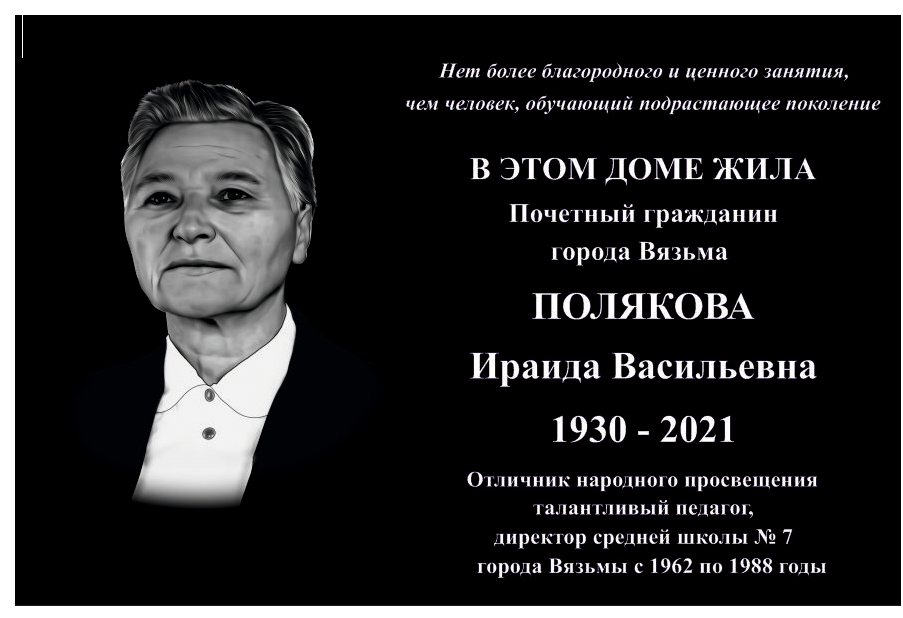 Нет более благородного и ценного занятия,
чем человек, обучающий подрастающее поколение
В ЭТОМ ДОМЕ ЖИЛА
Почетный гражданин
города Вязьма
ПОЛЯКОВА
Ираида Васильевна
1930 - 2021
Отличник народного просвещения
талантливый педагог,
директор средней школы № 7
города Вязьмы с 1962 по 1988 годы